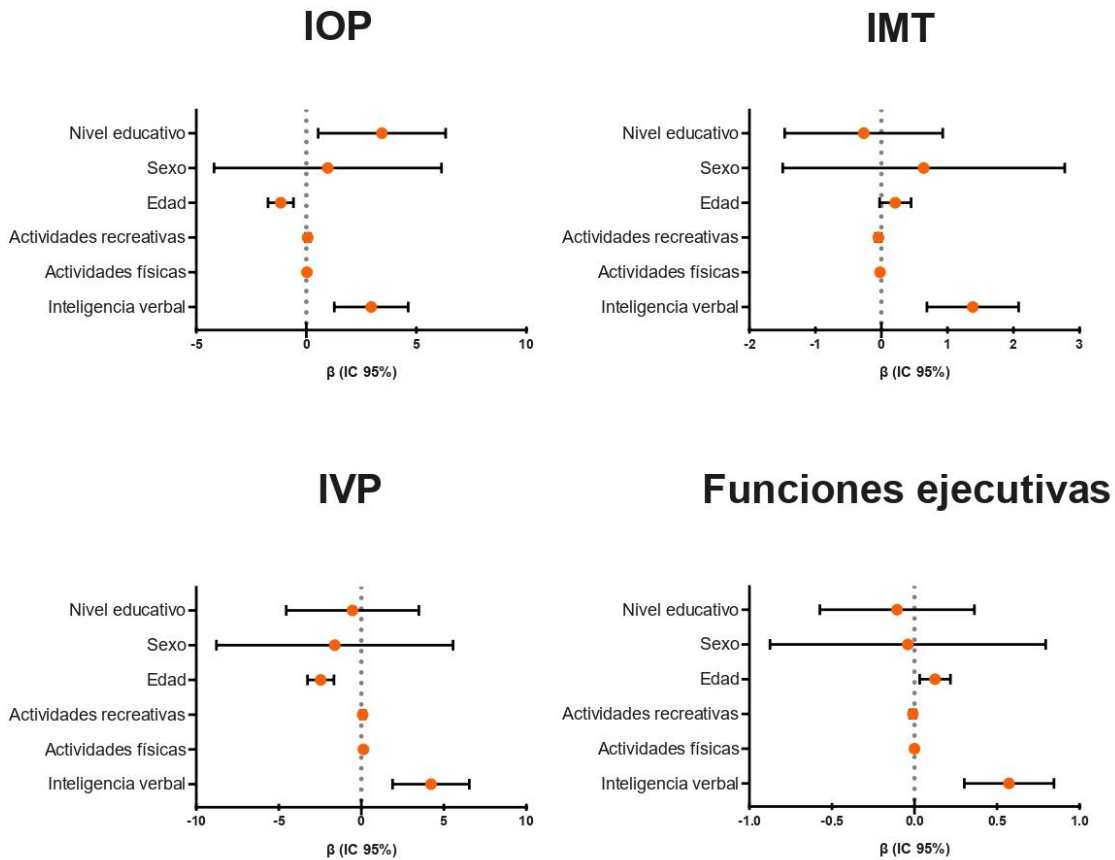 IOP
Nivel educativo
Sexo
Edad
Actividades recreativas
Actividades físicas
Inteligencia verbal
-5 0 5 10
β (IC 95%)
IMT
Nivel educativo
Sexo
Edad
Actividades recreativas
Actividades físicas
Inteligencia verbal
-2 -1 0 1 2 3
β (IC 95%)
IVP
Nivel educativo
Sexo
Edad
Actividades recreativas
Actividades físicas
Inteligencia verbal
-10 -5 0 5 10
β (IC 95%)
Funciones ejecutivas
Nivel educativo
Sexo
Edad
Actividades recreativas
Actividades físicas
Inteligencia verbal
-1.0 -0.5 0.0 0.5 1.0
β (IC 95%)